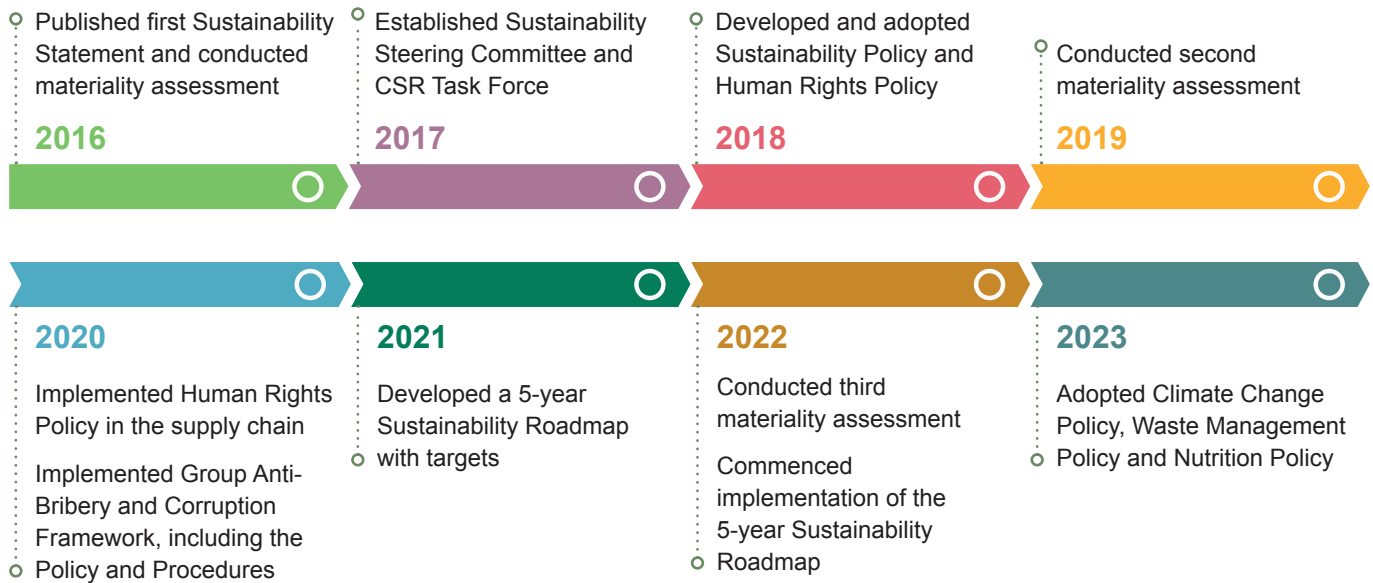 Published first Sustainability
Statement and conducted
materiality assessment
2016
Established Sustainability
Steering Committee and
CSR Task Force
2017
Developed and adopted
Sustainability Policy and
Human Rights Policy
2018
Conducted second
materiality assessment
2019
2020
Implemented Human Rights
Policy in the supply chain
Implemented Group Anti-
Bribery and Corruption
Framework, including the
Policy and Procedures
2021
Developed a 5-year
Sustainability Roadmap
with targets
2022
Conducted third
materiality assessment
Commenced
implementation of the
5-year Sustainability
Roadmap
2023
Adopted Climate Change
Policy, Waste Management
Policy and Nutrition Policy